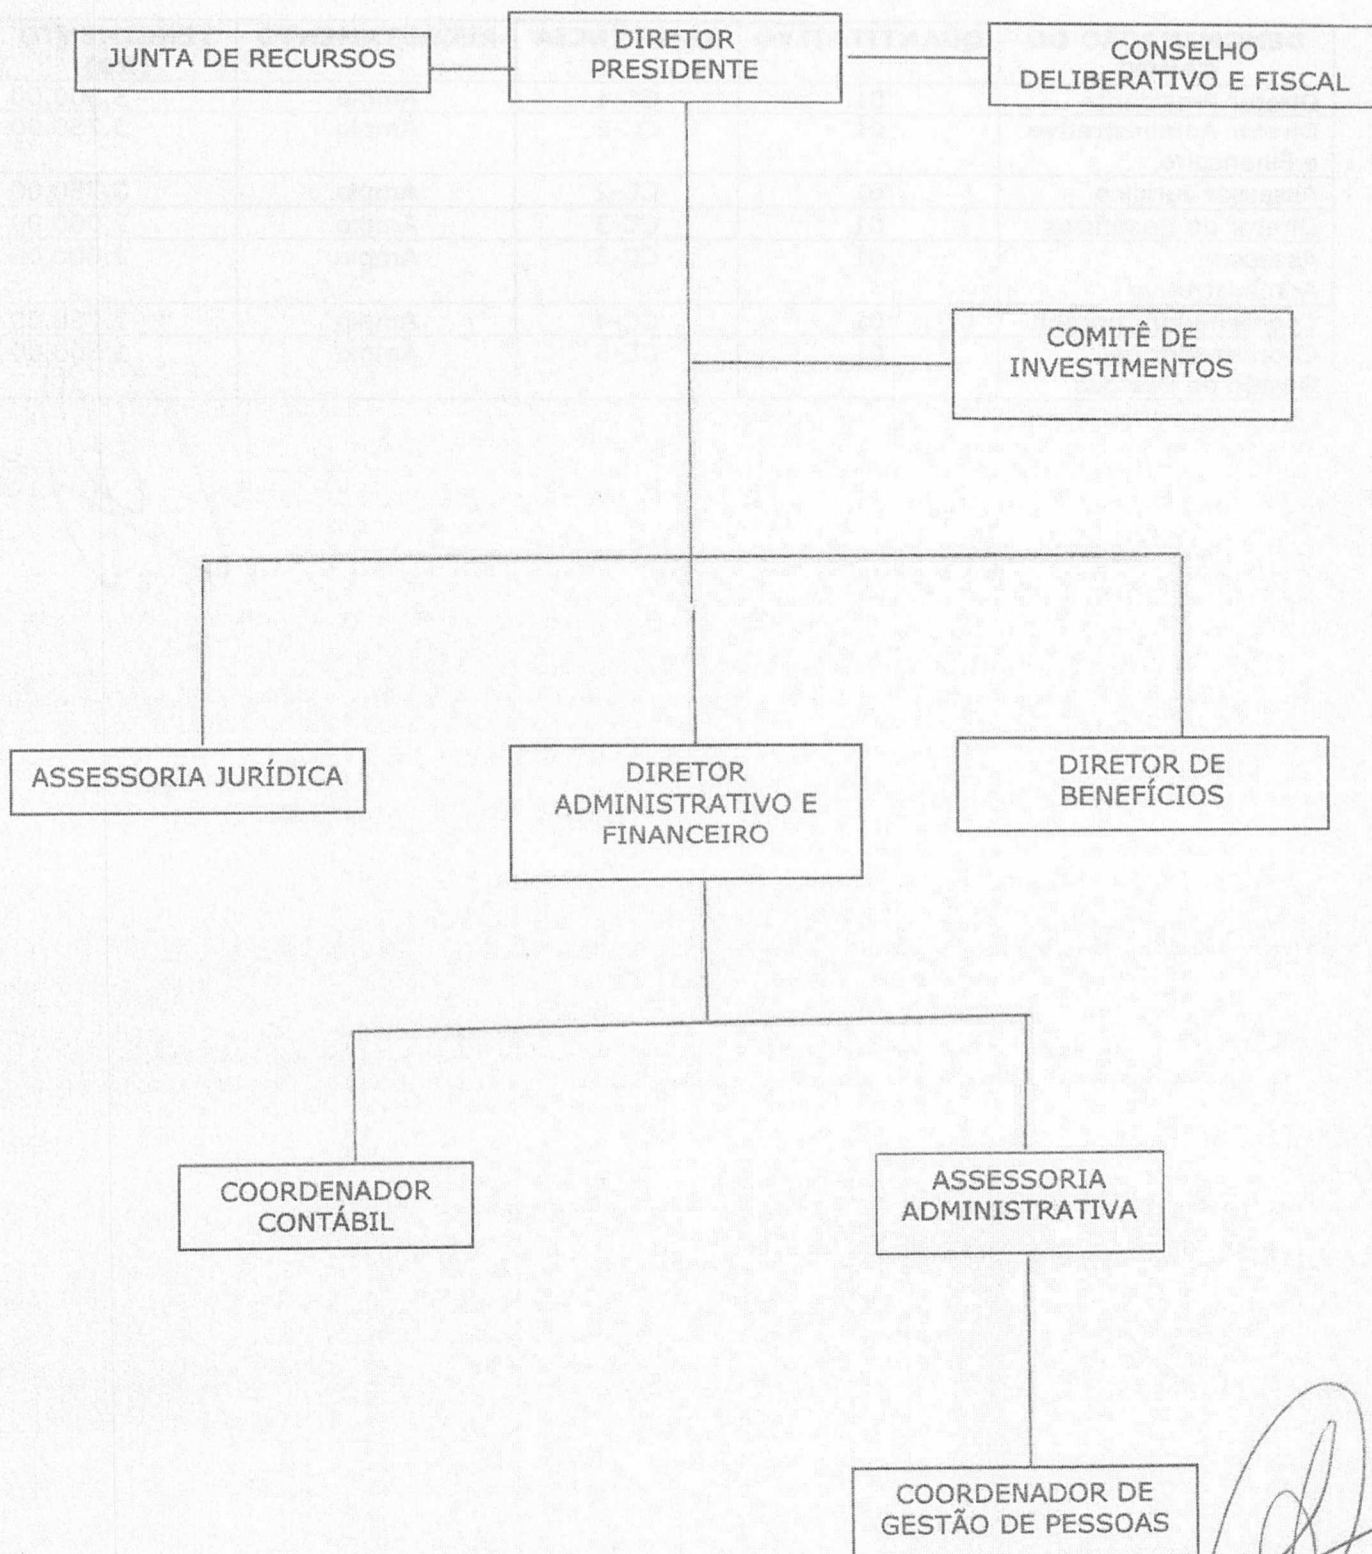 JUNTA DE RECURSOS
DIRETOR
PRESIDENTE
CONSELHO
DELIBERATIVO E FISCAL
COMITÊ DE
INVESTIMENTOS
ASSESSORIA JURÍDICA
DIRETOR
ADMINISTRATIVO E
FINANCEIRO
DIRETOR DE
BENEFÍCIOS
COORDENADOR
CONTÁBIL
ASSESSORIA
ADMINISTRATIVA
COORDENADOR DE
GESTÃO DE PESSOAS